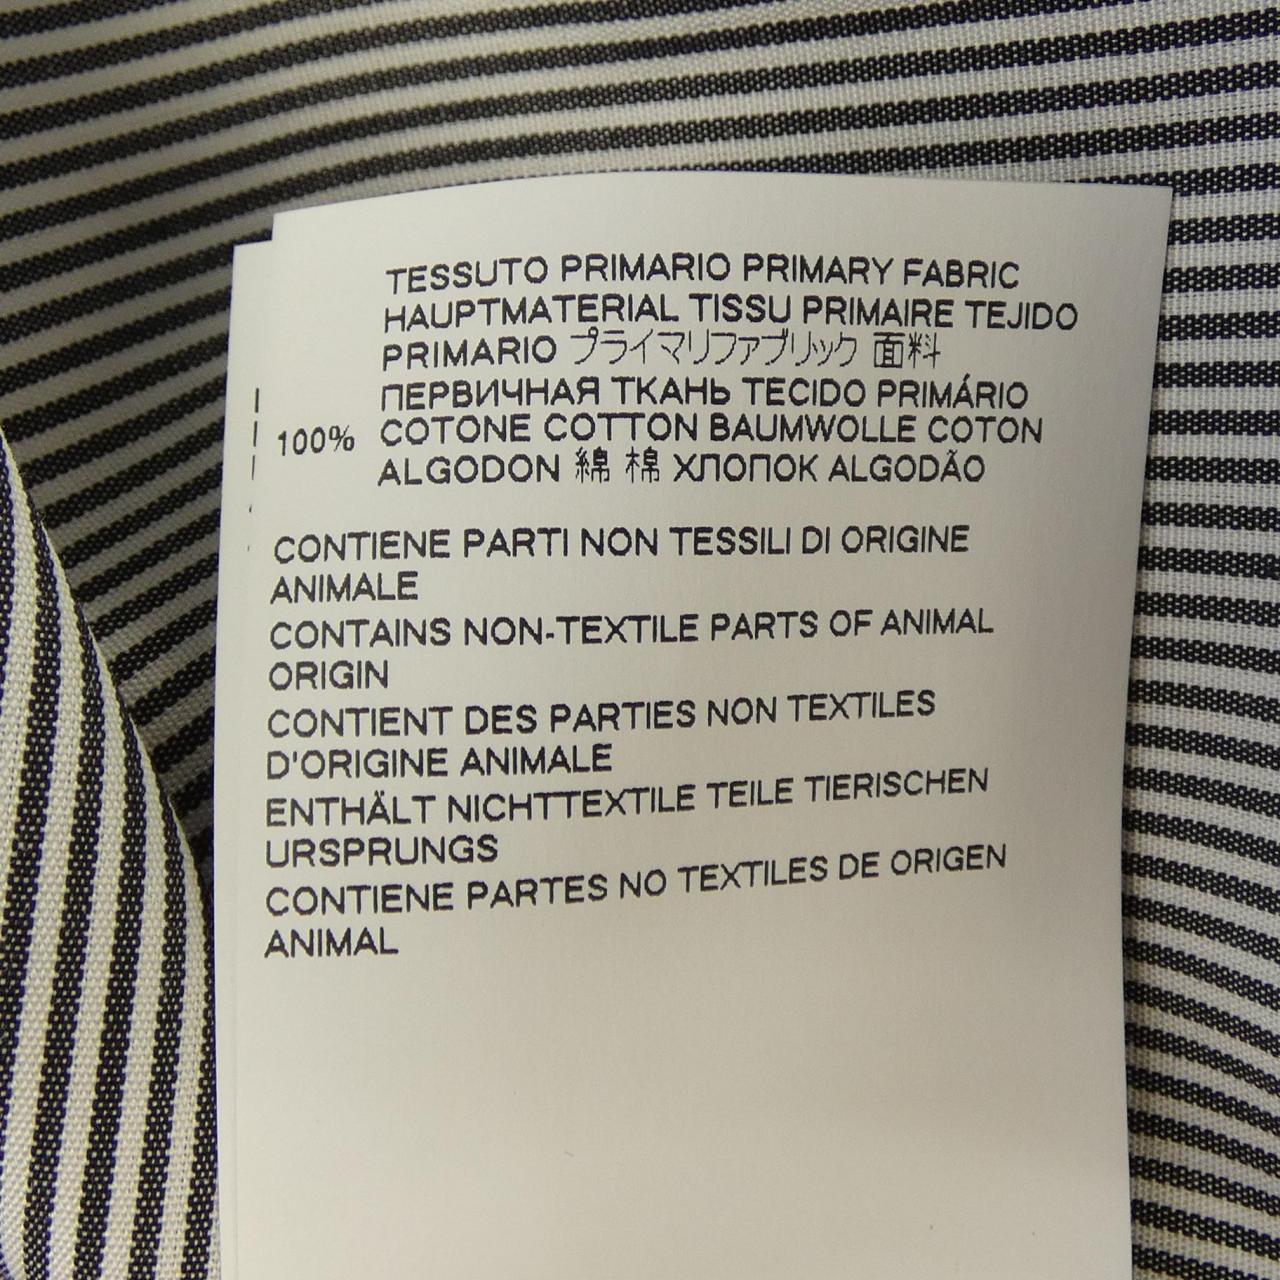 TESSUTO PRIMARIO PRIMARY FABRIC
HAUPTMATERIAL TISSU PRIMAIRE TEJIDO
PRIMARIO プライマリファブリック 面料
ПЕРВИЧНАЯ ТКАНЬ TECIDO PRIMÁRIO
100% COTONE COTTON BAUMWOLLE COTON
ALGODON 綿 棉 ХЛОПОК ALGODÃO
CONTIENE PARTI NON TESSILI DI ORIGINE
ANIMALE
CONTAINS NON-TEXTILE PARTS OF ANIMAL
ORIGIN
CONTIENT DES PARTIES NON TEXTILES
D'ORIGINE ANIMALE
ENTHÄLT NICHTTEXTILE TEILE TIERISCHEN
URSPRUNGS
CONTIENE PARTES NO TEXTILES DE ORIGEN
ANIMAL